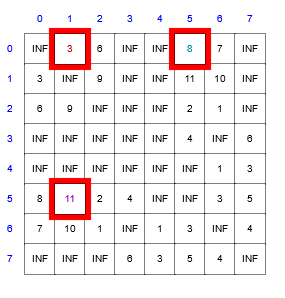 0 1 2 3 4 5 6 7
0 INF 3 6 INF INF 8 7 INF
1 3 INF 9 INF INF 11 10 INF
2 6 9 INF INF INF 2 1 INF
3 INF INF INF INF INF 4 INF 6
4 INF INF INF INF INF INF 1 3
5 8 11 2 4 INF INF 3 5
6 7 10 1 INF 1 3 INF 4
7 INF INF INF 6 3 5 4 INF